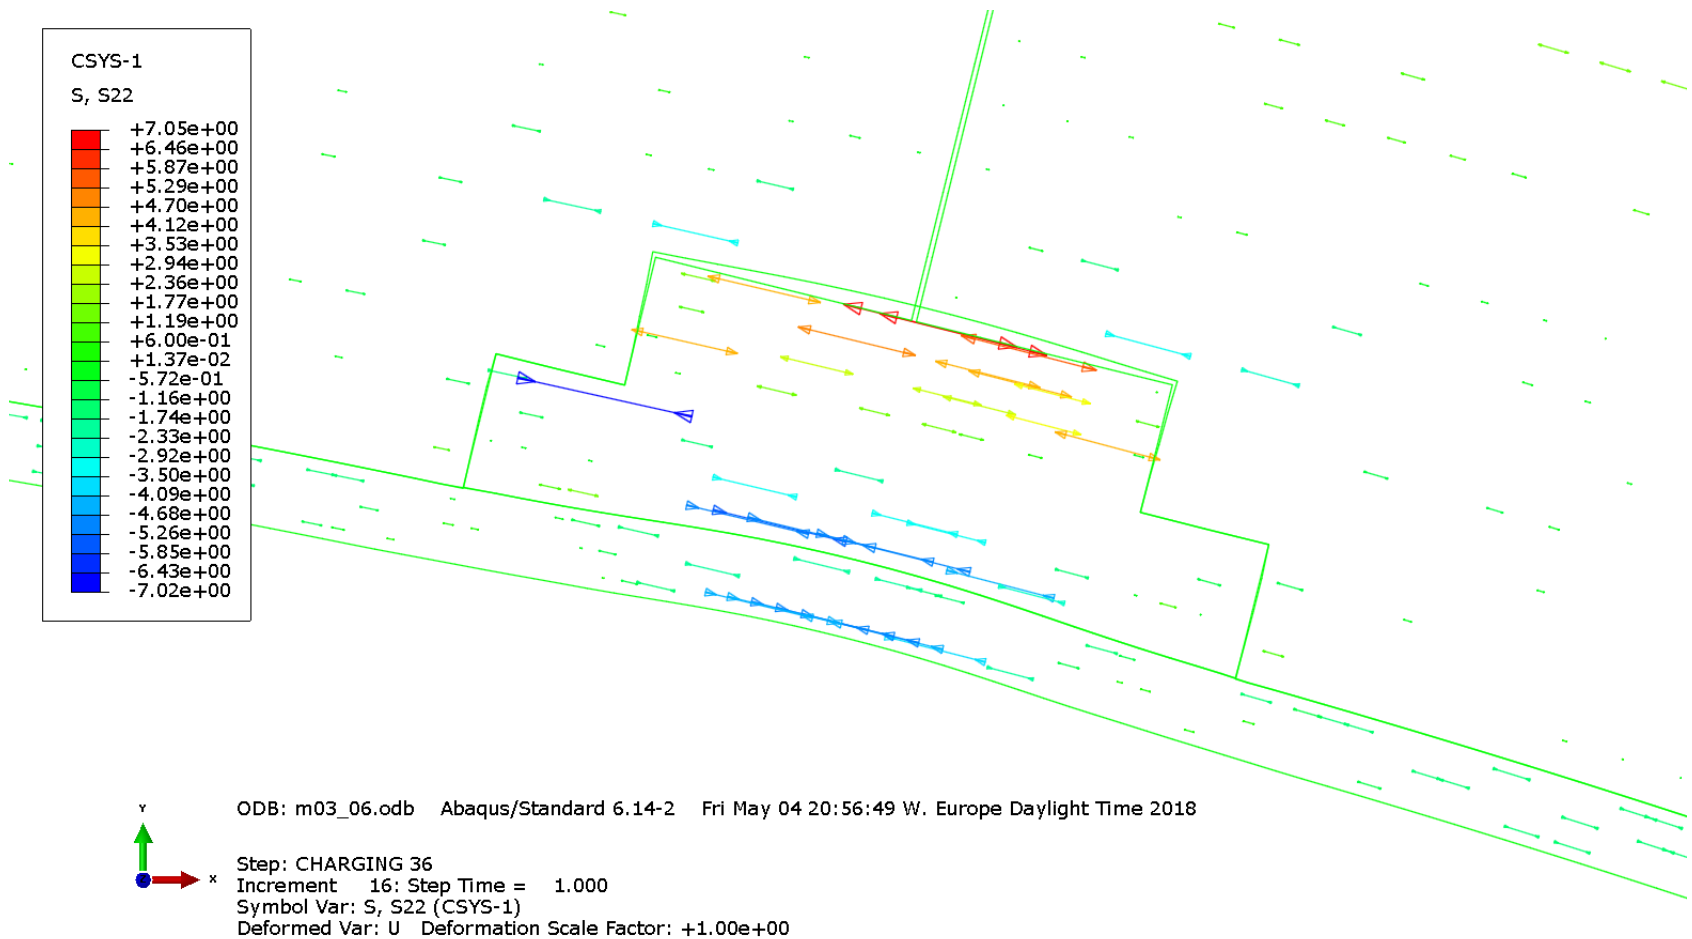 CSYS-1
S, S22
+7.05e+00
+6.46e+00
+5.87e+00
+5.29e+00
+4.70e+00
+4.12e+00
+3.53e+00
+2.94e+00
+2.36e+00
+1.77e+00
+1.19e+00
+6.00e-01
+1.37e-02
-5.72e-01
-1.16e+00
-1.74e+00
-2.33e+00
-2.92e+00
-3.50e+00
-4.09e+00
-4.68e+00
-5.26e+00
-5.85e+00
-6.43e+00
-7.02e+00
Y
X
ODB: m03_06.odb Abaqus/Standard 6.14-2 Fri May 04 20:56:49 W. Europe Daylight Time 2018
Step: CHARGING 36
Increment 16: Step Time = 1.000
Symbol Var: S, S22 (CSYS-1)
Deformed Var: U Deformation Scale Factor: +1.00e+00